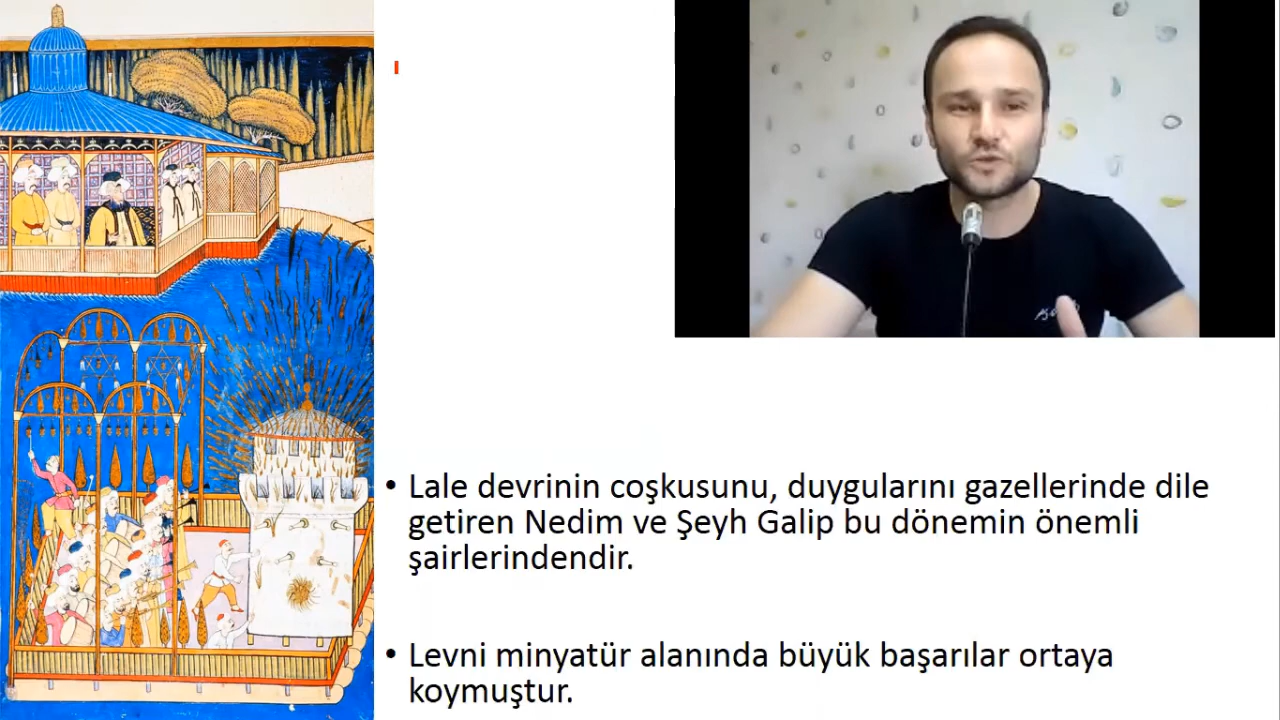 • Lale devrinin coşkusunu, duygularını gazellerinde dile
getiren Nedim ve Şeyh Galip bu dönemin önemli
şairlerindendir.
• Levni minyatür alanında büyük başarılar ortaya
koymuştur.